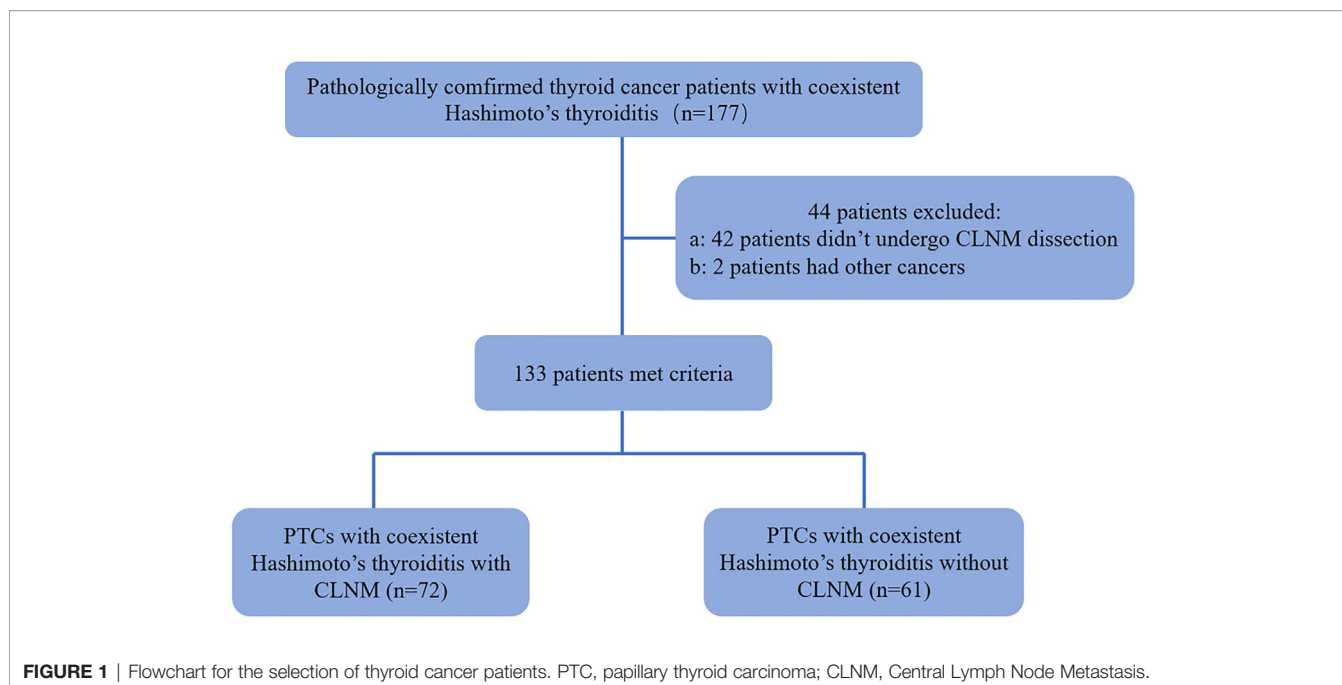 Pathologically comfirmed thyroid cancer patients with coexistent
Hashimoto’s thyroiditis （n=177）
44 patients excluded:
a: 42 patients didn’t undergo CLNM dissection
b: 2 patients had other cancers
133 patients met criteria
PTCs with coexistent
Hashimoto’s thyroiditis with
CLNM (n=72)
PTCs with coexistent
Hashimoto’s thyroiditis without
CLNM (n=61)
FIGURE 1 | Flowchart for the selection of thyroid cancer patients. PTC, papillary thyroid carcinoma; CLNM, Central Lymph Node Metastasis.